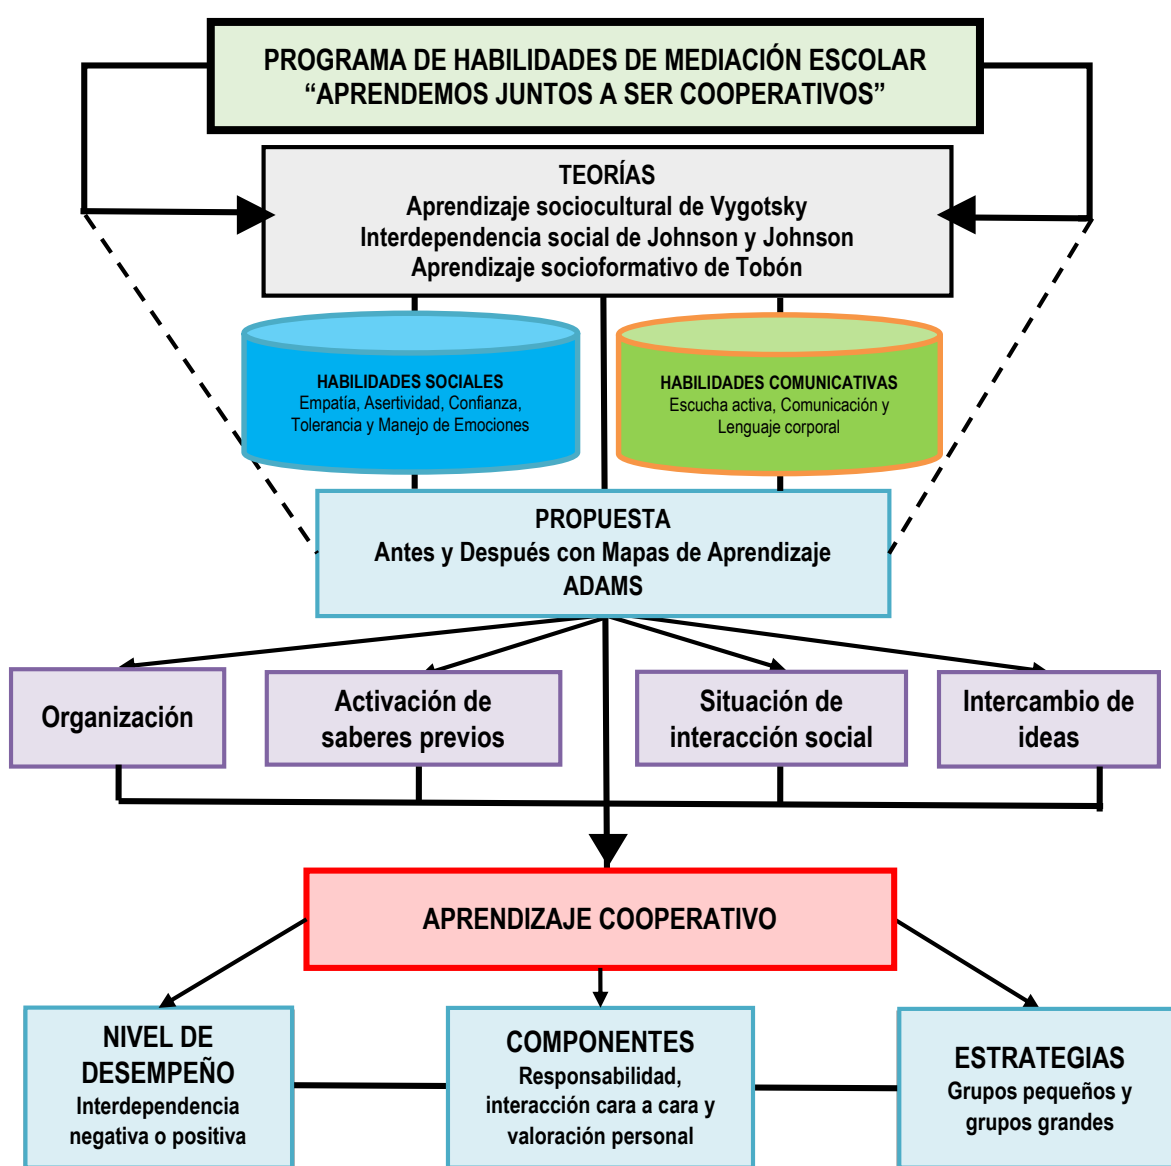 PROGRAMA DE HABILIDADES DE MEDIACIÓN ESCOLAR
“APRENDEMOS JUNTOS A SER COOPERATIVOS”
TEORÍAS
Aprendizaje sociocultural de Vygotsky
Interdependencia social de Johnson y Johnson
Aprendizaje socioformativo de Tobón
HABILIDADES SOCIALES
Empatía, Asertividad, Confianza,
Tolerancia y Manejo de Emociones
HABILIDADES COMUNICATIVAS
Escucha activa, Comunicación y
Lenguaje corporal
PROPUESTA
Antes y Después con Mapas de Aprendizaje
ADAMS
Organización
Activación de
saberes previos
Situación de
interacción social
Intercambio de
ideas
APRENDIZAJE COOPERATIVO
NIVEL DE
DESEMPEÑO
Interdependencia
negativa o positiva
COMPONENTES
Responsabilidad,
interacción cara a cara y
valoración personal
ESTRATEGIAS
Grupos pequeños y
grupos grandes